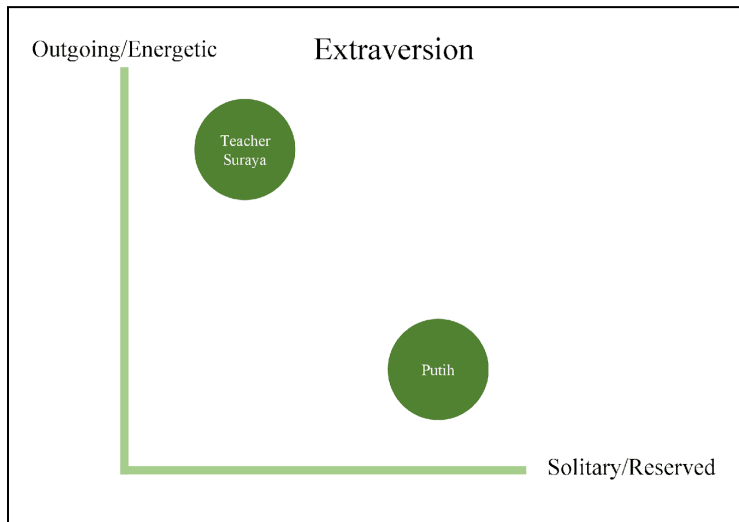 Outgoing/Energetic
Extraversion
Teacher
Suraya
Putih
Solitary/Reserved